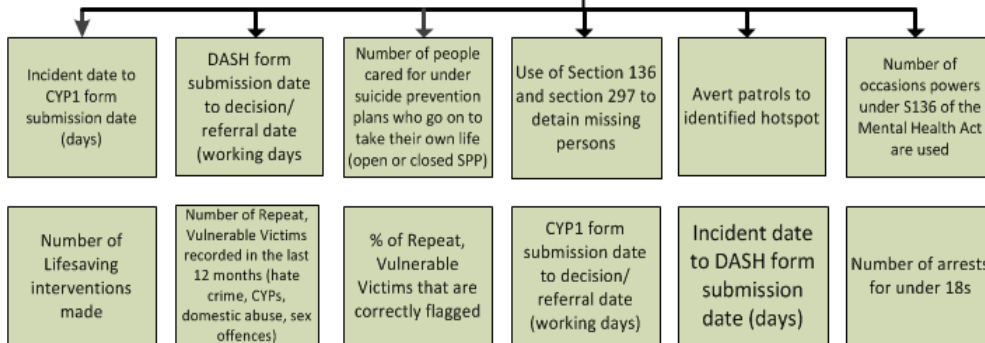 Incident date to
CYP1 form
submission date
(days)
DASH form
submission date
to decision/
referral date
(working days
Number of people
cared for under
suicide prevention
plans who go on to
take their own life
(open or closed SPP)
Use of Section 136
and section 297 to
detain missing
persons
Avert patrols to
identified hotspot
Number of
occasions powers
under S136 of the
Mental Health Act
are used
Number of
Lifesaving
interventions
made
Number of Repeat,
Vulnerable Victims
recorded in the last
12 months (hate
crime, CYPs,
domestic abuse, sex
offences)
% of Repeat,
Vulnerable
Victims that are
correctly flagged
CYP1 form
submission date
to decision/
referral date
(working days)
Incident date
to DASH form
submission
date (days)
Number of arrests
for under 18s